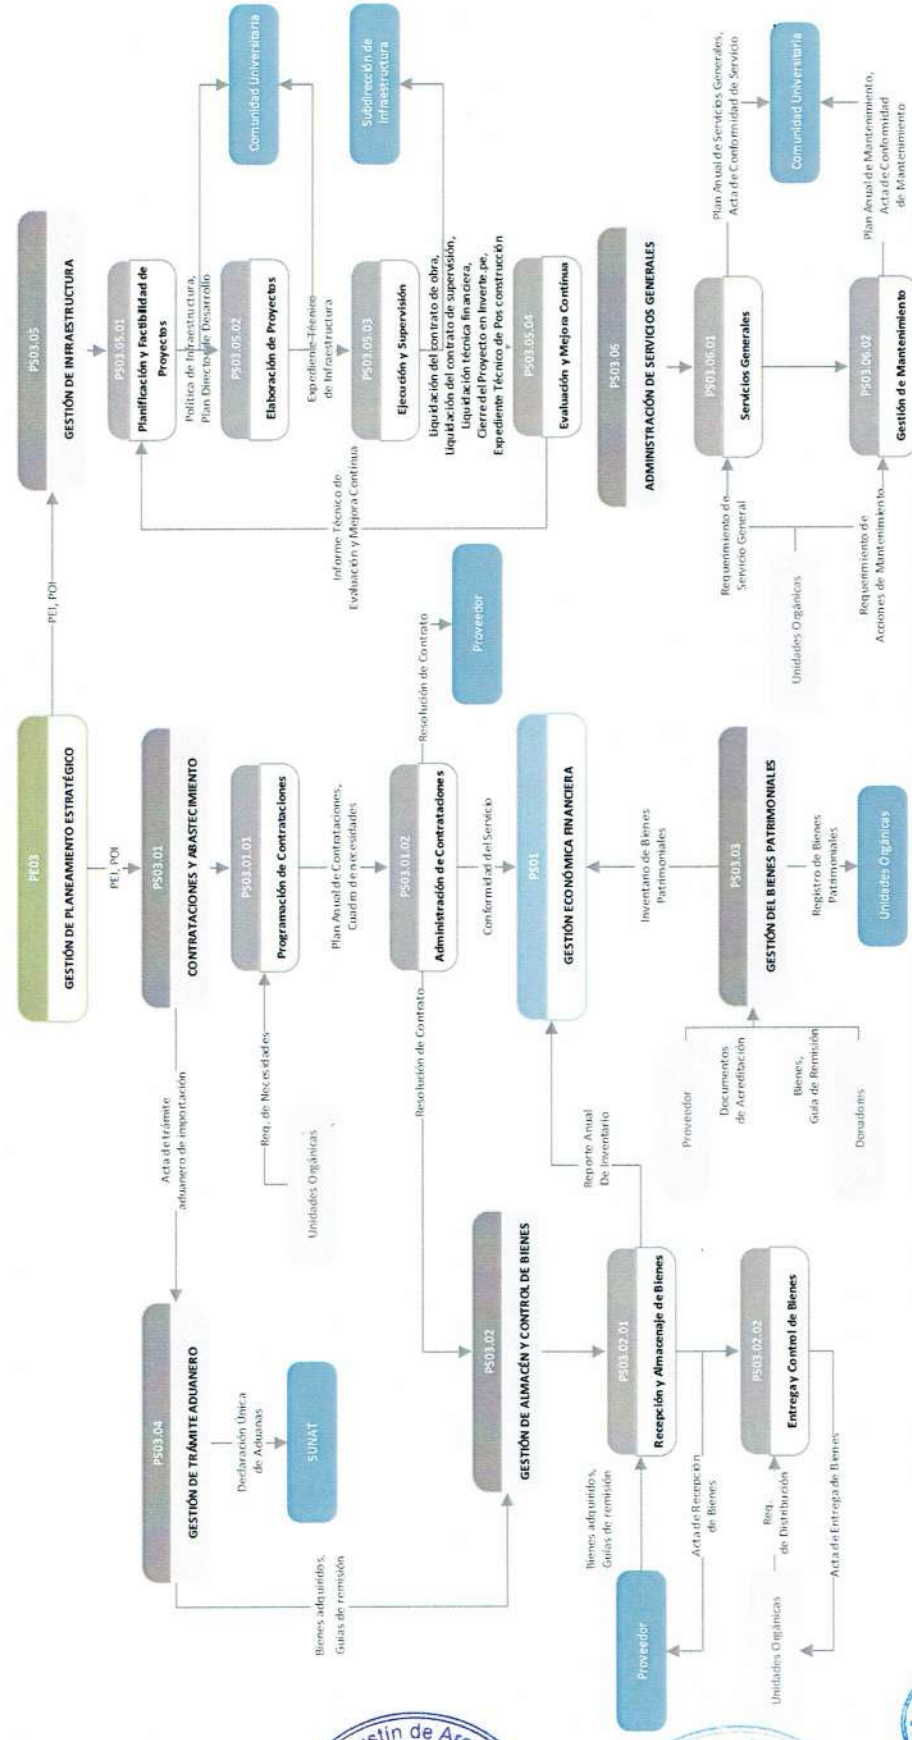 PE03
GESTIÓN DE PLANEAMIENTO ESTRATÉGICO
PEI, POI
PEI, POI
PS03.04
GESTIÓN DE TRÁMITE ADUANERO
Acta de trámite
aduanero de importación
Declaración Única
de Aduanas
SUNAT
Bienes adquiridos,
Guías de remisión
PS03.01
CONTRATACIONES Y ABASTECIMIENTO
PS03.01.01
Programación de Contrataciones
Req. de Necesidades
Unidades Orgánicas
Plan Anual de Contrataciones,
Cuadro de necesidades
PS03.01.02
Administración de Contrataciones
Resolución de Contrato
Resolución de Contrato
Proveedor
Conformidad del Servicio
PS01
GESTIÓN ECONÓMICA FINANCIERA
PS03.02
GESTIÓN DE ALMACÉN Y CONTROL DE BIENES
PS03.02.01
Recepción y Almacenaje de Bienes
Reporte Anual
De Inventario
Bienes adquiridos,
Guías de remisión
Proveedor
Acta de Recepción
de Bienes
PS03.02.02
Entrega y Control de Bienes
Req.
de Distribución
Unidades Orgánicas
Acta de Entrega de Bienes
Inventario de Bienes
Patrimoniales
PS03.03
GESTIÓN DEL BIENES PATRIMONIALES
Proveedor
Documentos
de Acreditación
Bienes,
Guía de Remisión
Donadores
Registro de Bienes
Patrimoniales
Unidades Orgánicas
PS03.05
GESTIÓN DE INFRAESTRUCTURA
PS03.05.01
Planificación y Factibilidad de
Proyectos
Política de Infraestructura,
Plan Director de Desarrollo
Comunidad Universitaria
PS03.05.02
Elaboración de Proyectos
Expediente Técnico
de Infraestructura
PS03.05.03
Ejecución y Supervisión
Subdirección de
Infraestructura
Liquidación del contrato de obra,
Liquidación del contrato de supervisión,
Liquidación técnica financiera,
Cierre del Proyecto en Inverte.pe,
Expediente Técnico de Pos construcción
PS03.05.04
Evaluación y Mejora Continua
Informe Técnico de
Evaluación y Mejora Continua
PS03.06
ADMINISTRACIÓN DE SERVICIOS GENERALES
PS03.06.01
Servicios Generales
Requerimiento de
Servicio General
Plan Anual de Servicios Generales,
Acta de Conformidad de Servicio
Comunidad Universitaria
Unidades Orgánicas
PS03.06.02
Gestión de Mantenimiento
Requerimiento de
Acciones de Mantenimiento
Plan Anual de Mantenimiento,
Acta de Conformidad
de Mantenimiento
stín de Ar